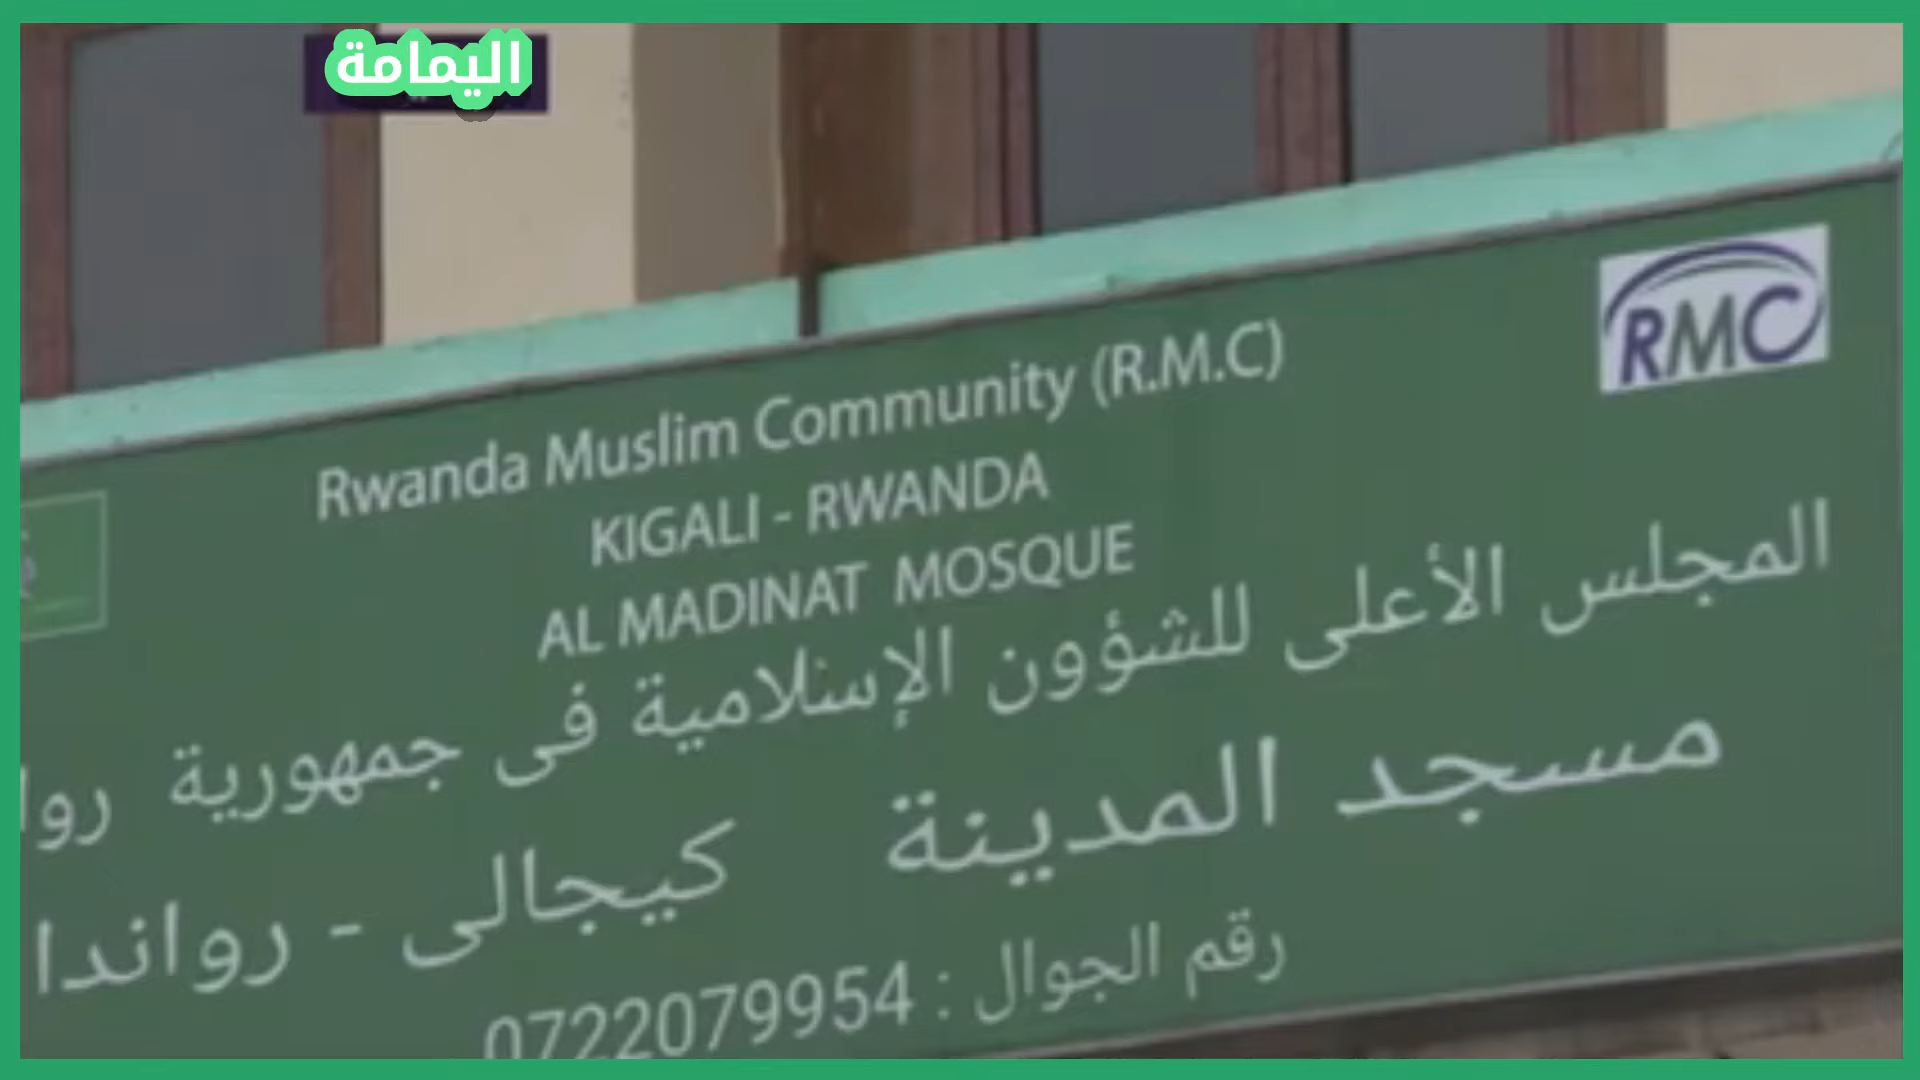 اليمامة
RMC
Rwanda Muslim Community (R.M.C)
KIGALI - RWANDA
AL MADINAT MOSQUE
المجلس الأعلى للشؤون الإسلامية فى جمهورية
مسجد المدينة كيجالى - رواندا
رقم الجوال : 0722079954